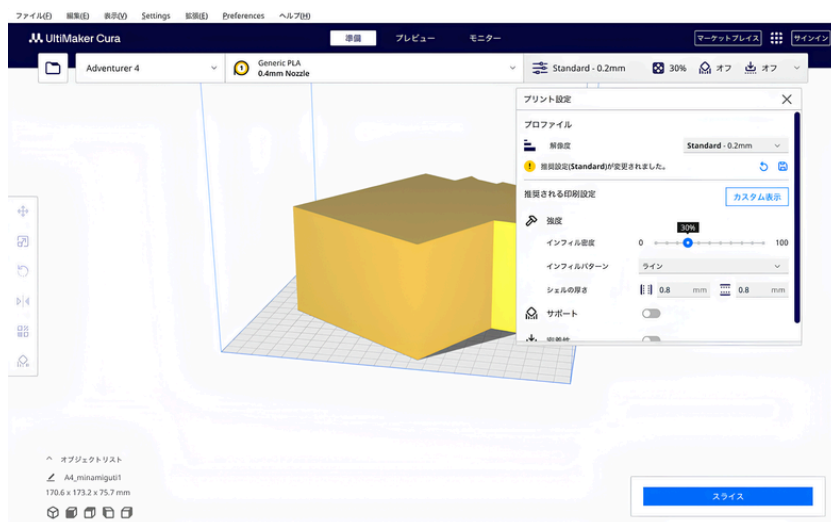 ファイル(F) 編集(E) 表示(V) Settings 拡張(E) Preferences ヘルプ(H)
UltiMaker Cura 準備 プレビュー モニター マーケットプレイス サインイン
Adventurer 4
1
Generic PLA
0.4mm Nozzle
Standard - 0.2mm 30% オフ オフ
プリント設定
プロファイル
解像度 Standard - 0.2mm
推奨設定(Standard)が変更されました。
推奨される印刷設定 カスタム表示
強度
30%
インフィル密度 0 100
インフィルパターン ライン
シェルの厚さ 0.8 mm 0.8 mm
サポート
オブジェクトリスト
A4_minamiguti1
170.6 x 173.2 x 75.7 mm
スライス